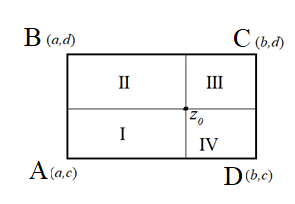 B (a,d) C (b,d)
II III
z0
I IV
A (a,c) D (b,c)